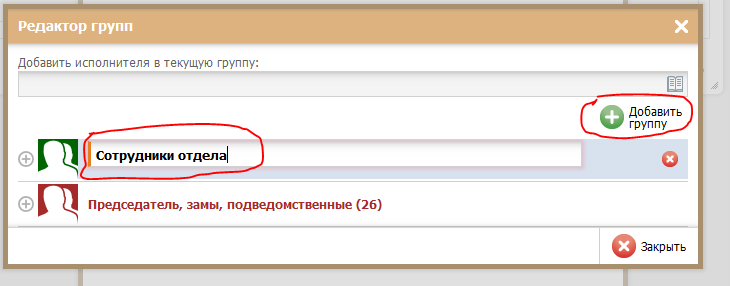 Редактор групп
Добавить исполнителя в текущую группу:
Добавить
группу
Сотрудники отдела
Председатель, замы, подведомственные (26)
Закрыть